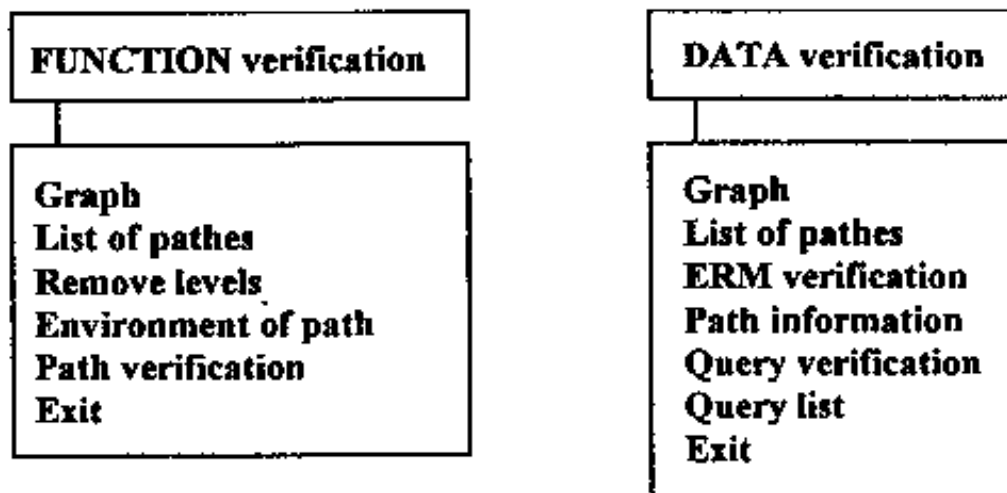 FUNCTION verification
Graph
List of pathes
Remove levels
Environment of path
Path verification
Exit
DATA verification
Graph
List of pathes
ERM verification
Path information
Query verification
Query list
Exit